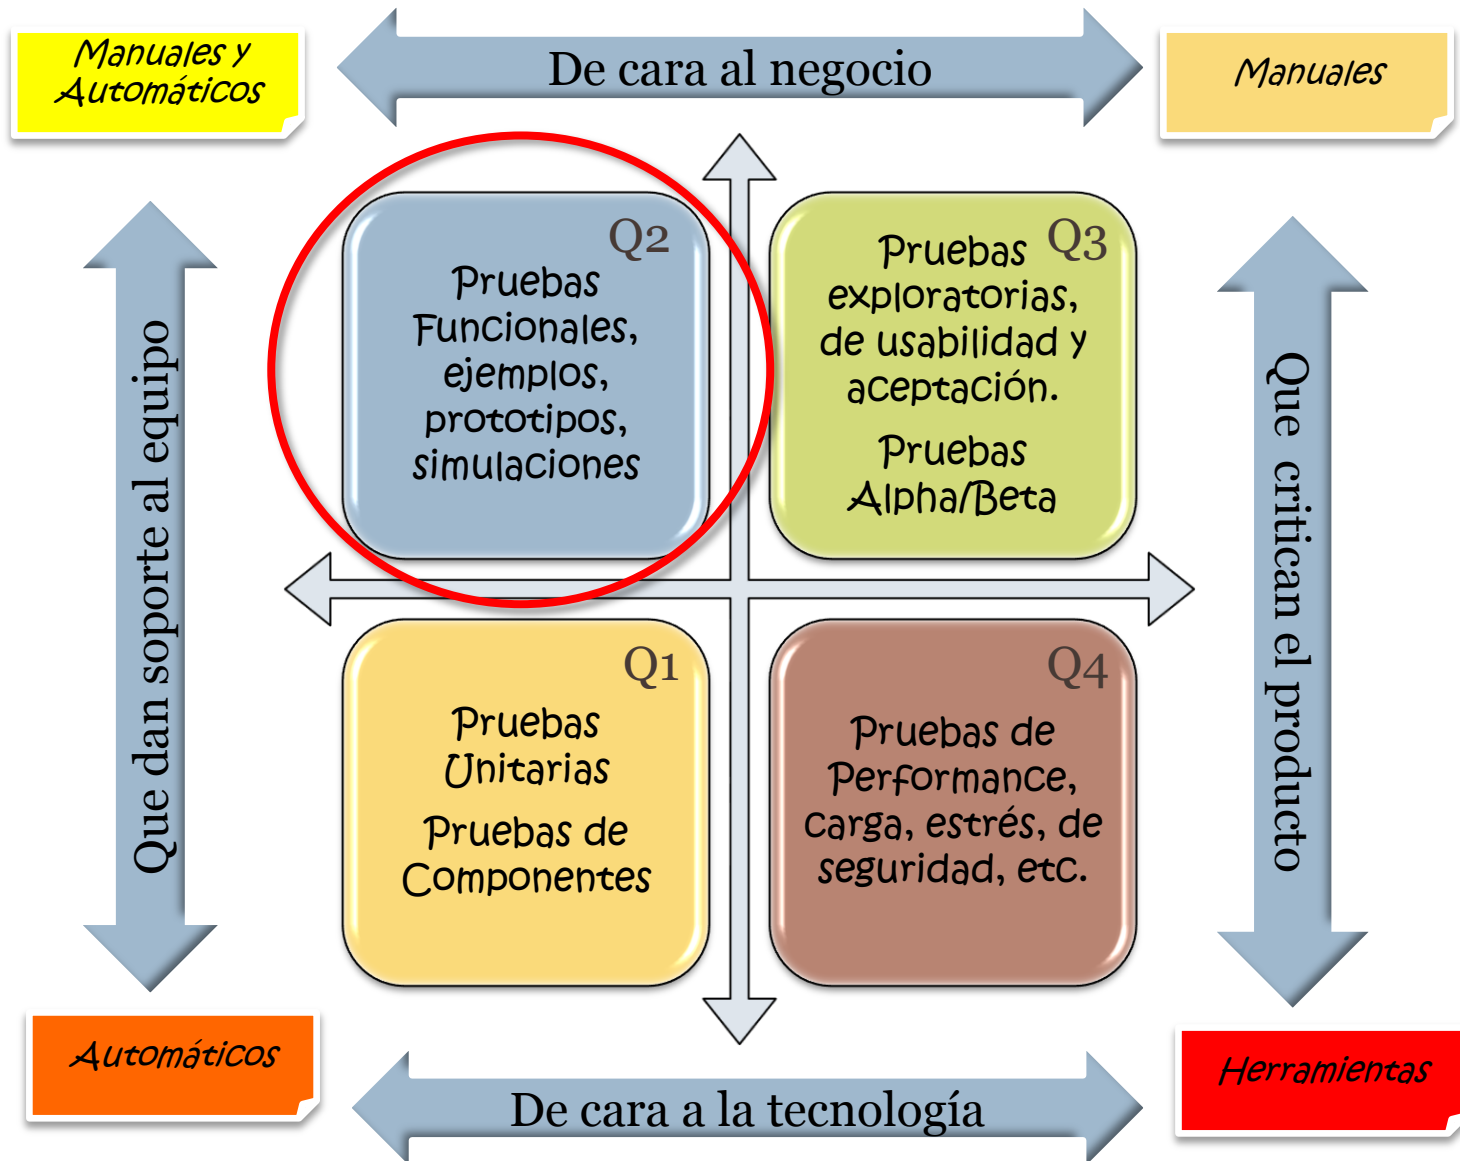 Manuales y
Automáticos
De cara al negocio
Manuales
Que dan soporte al equipo
Q2
Pruebas
Funcionales,
ejemplos,
prototipos,
simulaciones
Q3
Pruebas
exploratorias,
de usabilidad y
aceptación.
Pruebas
Alpha/Beta
Que critican el producto
Q1
Pruebas
Unitarias
Pruebas de
Componentes
Q4
Pruebas de
Performance,
carga, estrés, de
seguridad, etc.
Automáticos
De cara a la tecnología
Herramientas